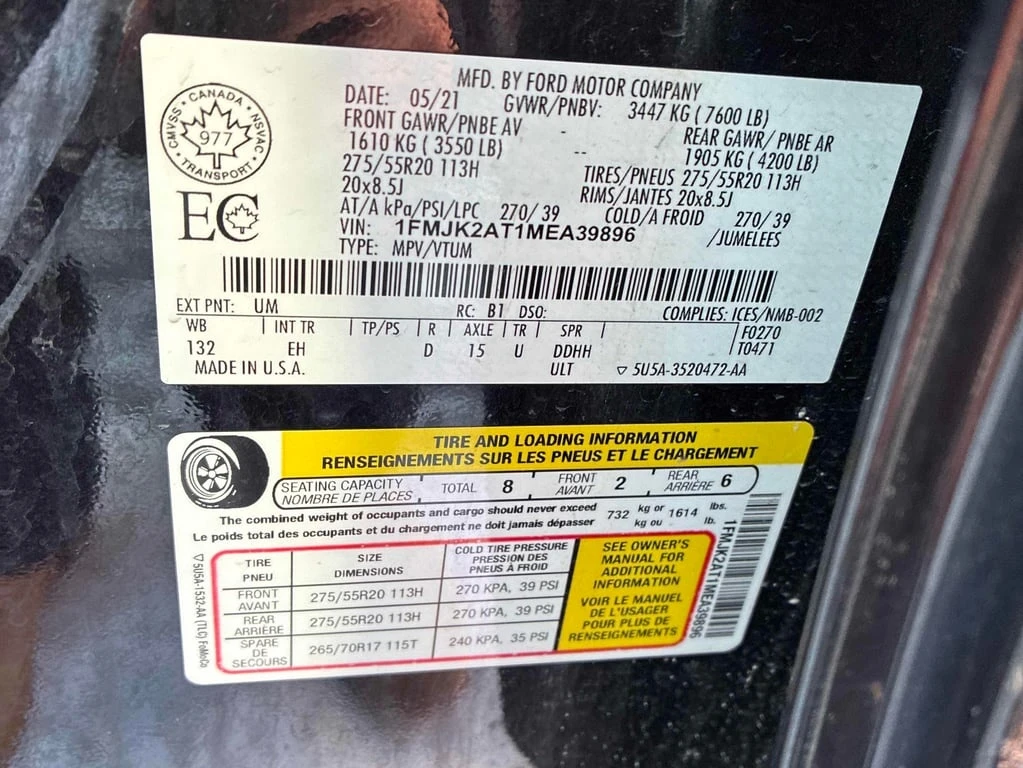 MFD. BY FORD MOTOR COMPANY
DATE: 05/21 GVWR/PNBV: 3447 KG ( 7600 LB)
FRONT GAWR/PNBE AV REAR GAWR/ PNBE AR
1610 KG ( 3550 LB) -- 1905 KG ( 4200 LB)
275/55R20 113H TIRES/PNEUS 275/55R20 113H
20x8.5J -- RIMS/JANTES 20x8.5J
AT/A kPa/PSI/LPC 270/ 39 COLD/A FROID 270/ 39
VIN: 1FMJK2AT1MEA39896 /JUMELEES
TYPE: MPV/VTUM
CANADA
CMVSS • NSVAC
977
TRANSPORT
EC
EXT PNT: UM RC: B1 DSO: COMPLIES: ICES/NMB-002
WB | INT TR | TP/PS | R | AXLE | TR | SPR | F0270
132 EH D 15 U DDHH T0471
MADE IN U.S.A. ULT ▽ 5U5A-3520472-AA
TIRE AND LOADING INFORMATION
RENSEIGNEMENTS SUR LES PNEUS ET LE CHARGEMENT
SEATING CAPACITY
NOMBRE DE PLACES
TOTAL 8
FRONT
AVANT 2
REAR
ARRIÈRE 6
The combined weight of occupants and cargo should never exceed 732 kg or 1614 lbs.
Le poids total des occupants et du chargement ne doit jamais dépasser kg ou lb.
TIRE
PNEU
SIZE
DIMENSIONS
COLD TIRE PRESSURE
PRESSION DES
PNEUS À FROID
FRONT
AVANT
275/55R20 113H
270 KPA, 39 PSI
REAR
ARRIÈRE
275/55R20 113H
270 KPA, 39 PSI
SPARE
DE
SECOURS
265/70R17 115T
240 KPA, 35 PSI
SEE OWNER'S
MANUAL FOR
ADDITIONAL
INFORMATION
VOIR LE MANUEL
DE L'USAGER
POUR PLUS DE
RENSEIGNEMENTS
1FMJK2AT1MEA39896
▽ 5U5A-1532-AA (TLC) FoMoCo